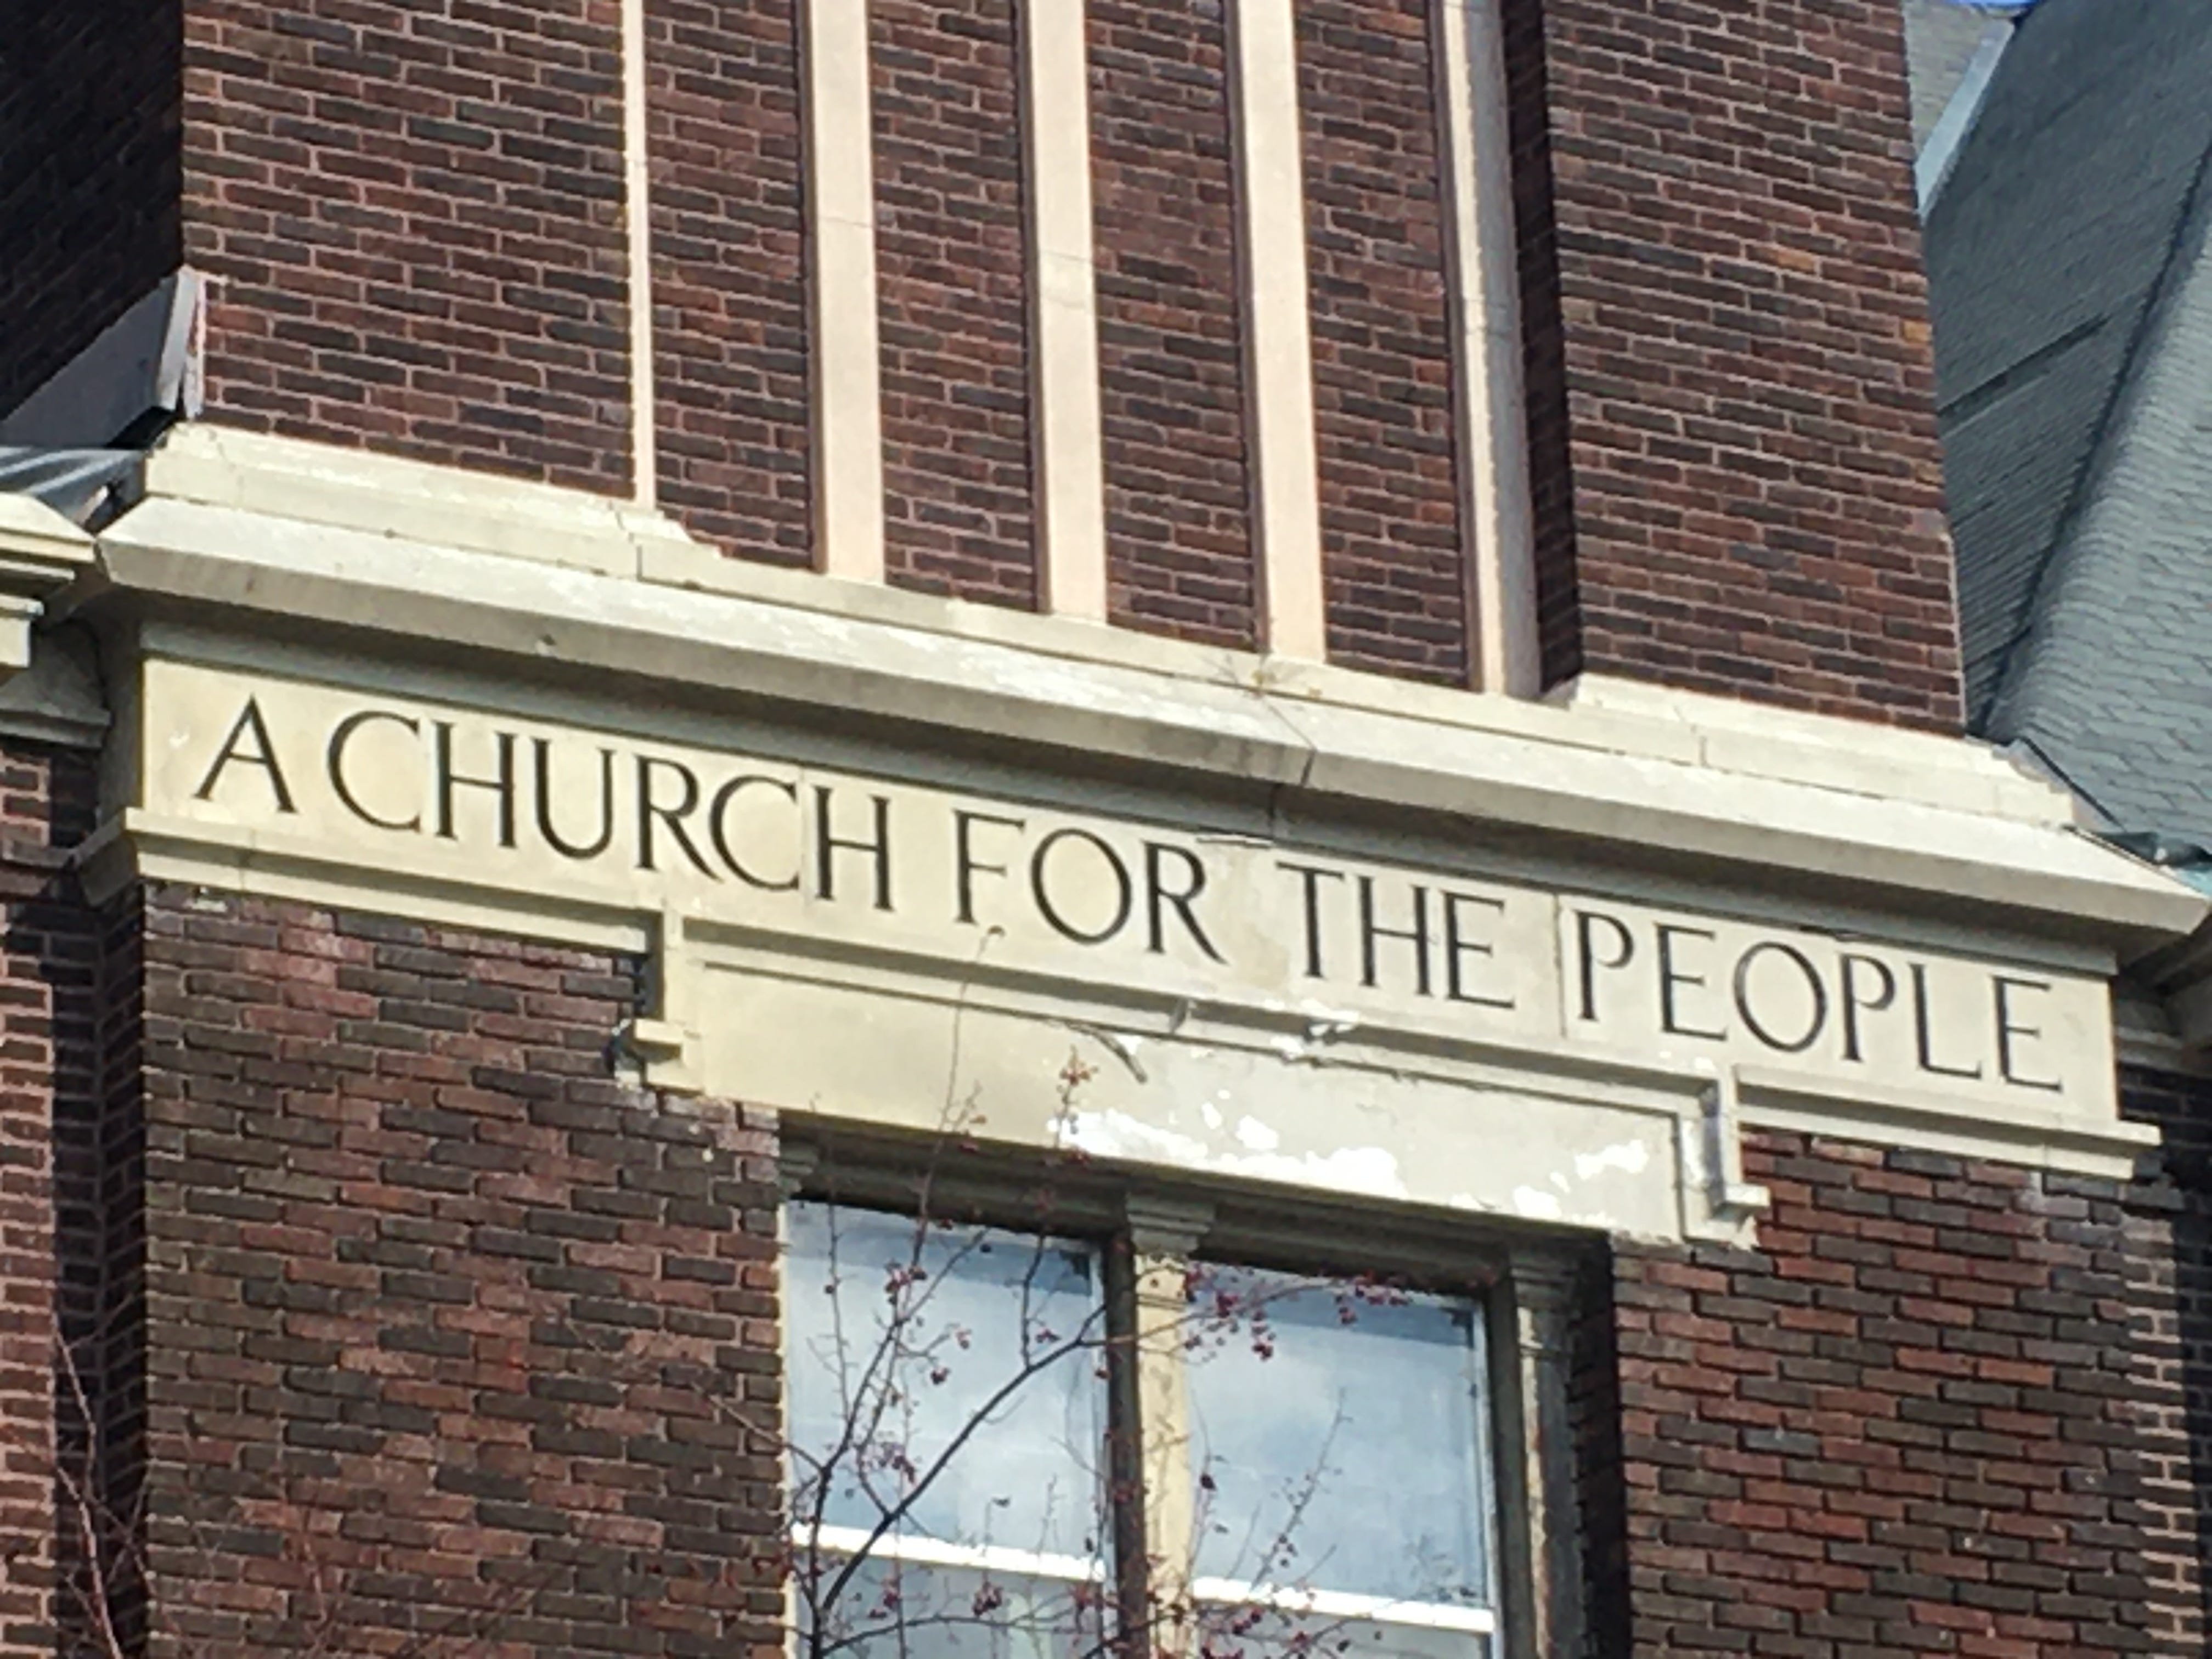 A CHURCH FOR THE PEOPLE